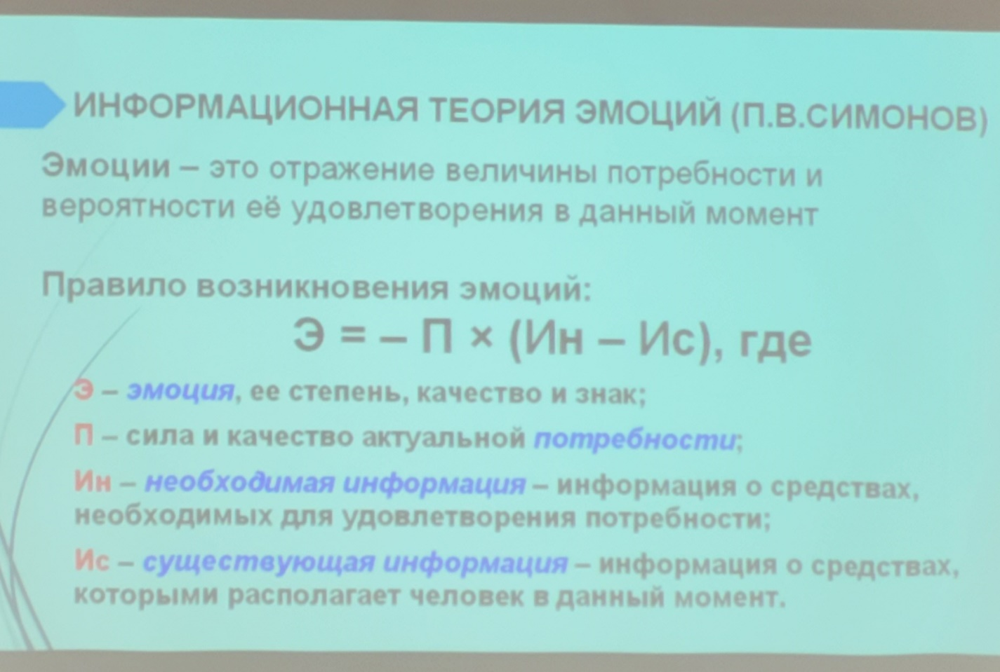 ИНФОРМАЦИОННАЯ ТЕОРИЯ ЭМОЦИЙ (П.В.СИМОНОВ)
Эмоции – это отражение величины потребности и
вероятности её удовлетворения в данный момент
Правило возникновения эмоций:
Э = – П × (Ин – Ис), где
Э – эмоция, ее степень, качество и знак;
П – сила и качество актуальной потребности;
Ин – необходимая информация – информация о средствах,
необходимых для удовлетворения потребности;
Ис – существующая информация – информация о средствах,
которыми располагает человек в данный момент.